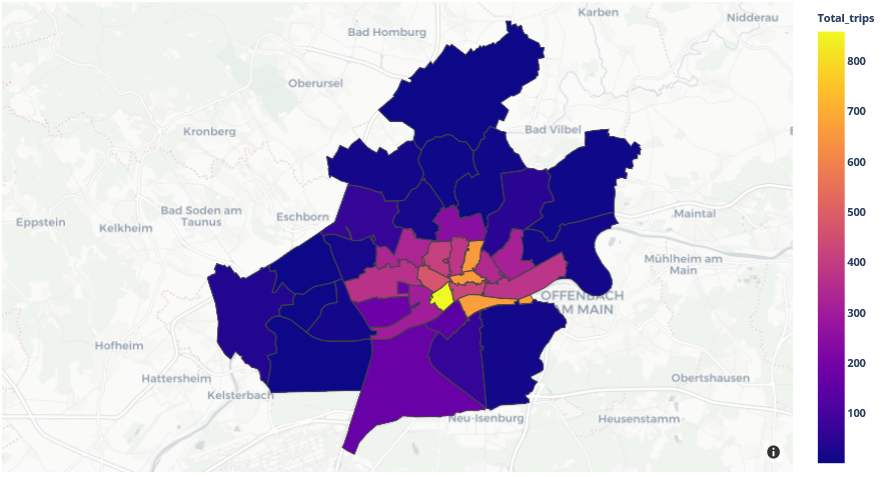 Karben
Nidderau
Bad Homburg
Oberursel
Kronberg
Bad Vilbel
Eppstein
Kelkheim
Bad Soden am
Taunus
Eschborn
Maintal
Mühlheim am
Main
OFFENBACH
AM MAIN
Hofheim
Hattersheim
Kelsterbach
Obertshausen
Neu-Isenburg
Heusenstamm
Total_trips
800
700
600
500
400
300
200
100